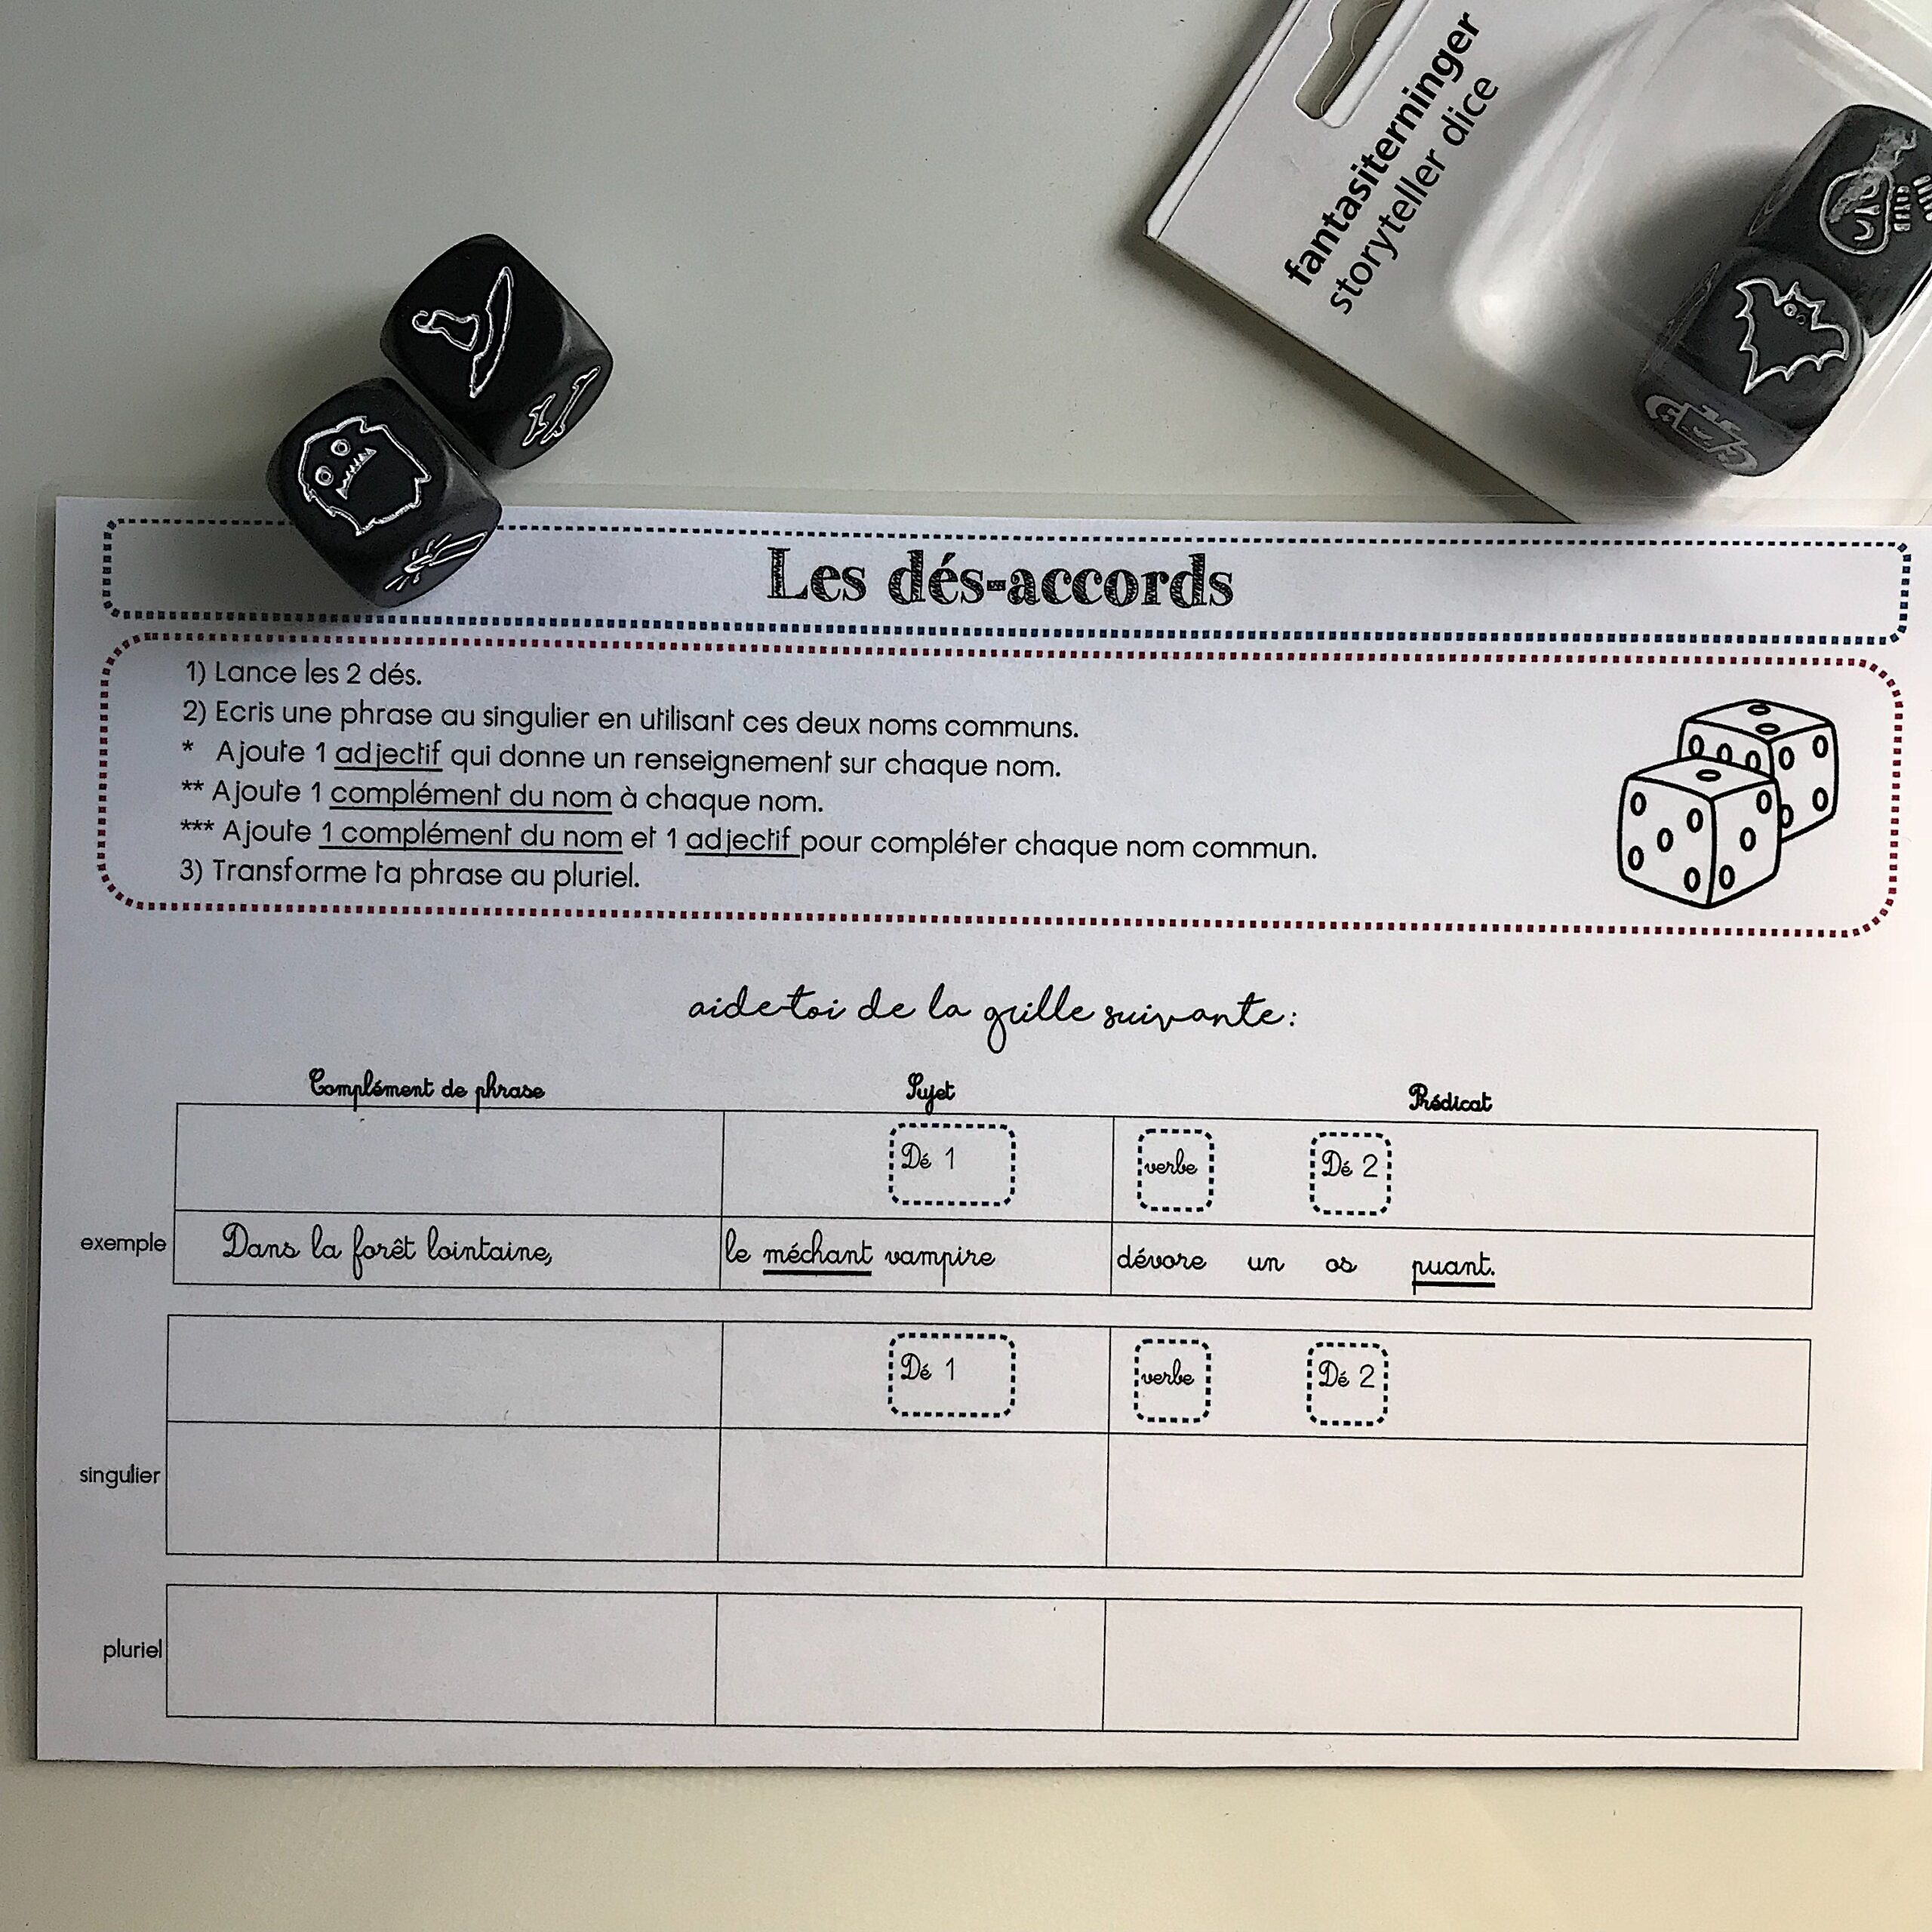 fantasiterninger
storyteller dice
Les dés-accords
1) Lance les 2 dés.
2) Ecris une phrase au singulier en utilisant ces deux noms communs.
* Ajoute 1 adjectif qui donne un renseignement sur chaque nom.
** Ajoute 1 complément du nom à chaque nom.
*** Ajoute 1 complément du nom et 1 adjectif pour compléter chaque nom commun.
3) Transforme ta phrase au pluriel.
aide-toi de la grille suivante:
Complément de phrase Sujet Prédicat
Dé 1 verbe Dé 2
exemple Dans la forêt lointaine, le méchant vampire dévore un os puant.
Dé 1 verbe Dé 2
singulier
pluriel